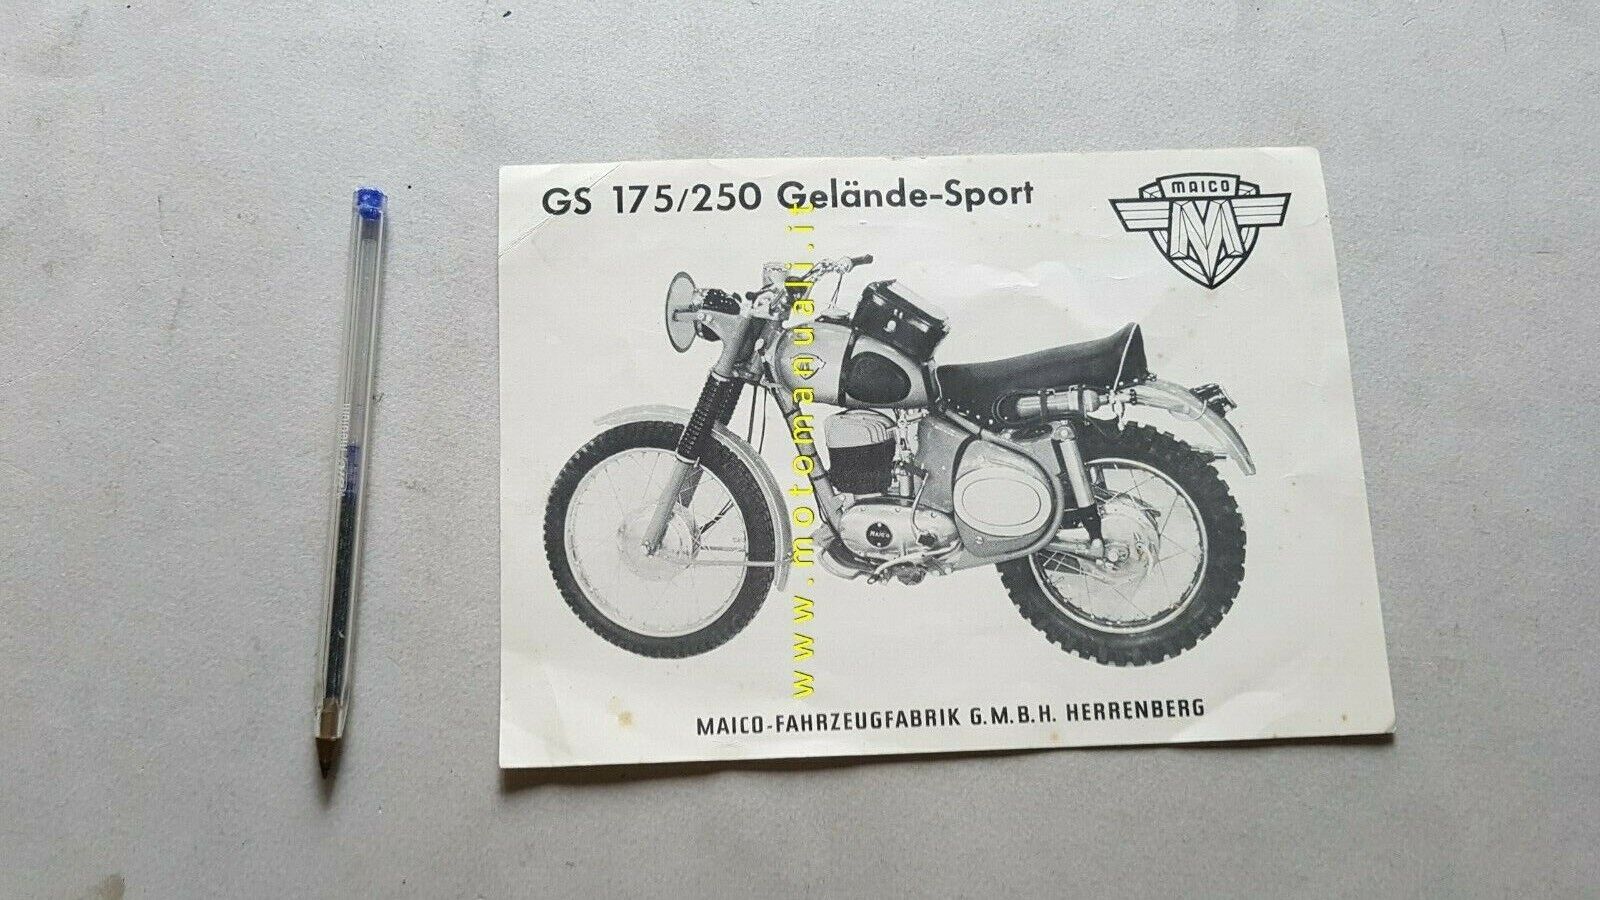 GS 175/250 Gelände-Sport
MAICO
M
MAICO
www.motomanuali.it
MAICO-FAHRZEUGFABRIK G.M.B.H. HERRENBERG